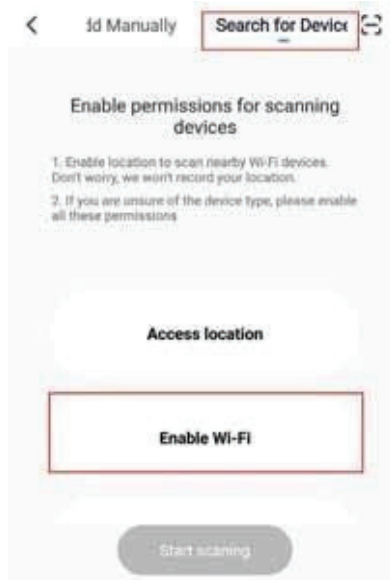 ld Manually Search for Device
Enable permissions for scanning
devices
1. Enable location to scan nearby Wi-Fi devices.
Don't worry, we won't record your location.
2. If you are unsure of the device type, please enable
all these permissions
Access location
Enable Wi-Fi
Start scaning